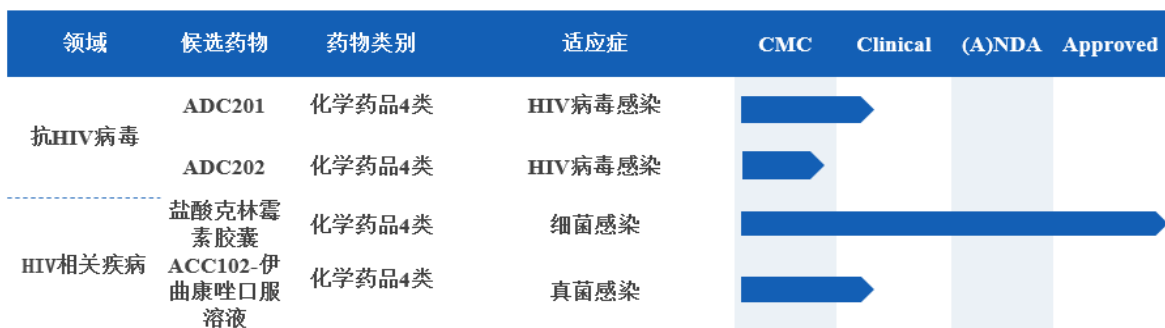 领域 候选药物 药物类别 适应症 CMC Clinical (A)NDA Approved
ADC201 化学药品4类 HIV病毒感染
抗HIV病毒
ADC202 化学药品4类 HIV病毒感染
盐酸克林霉
素胶囊
化学药品4类 细菌感染
HIV相关疾病
ACC102-伊
曲康唑口服
溶液
化学药品4类 真菌感染